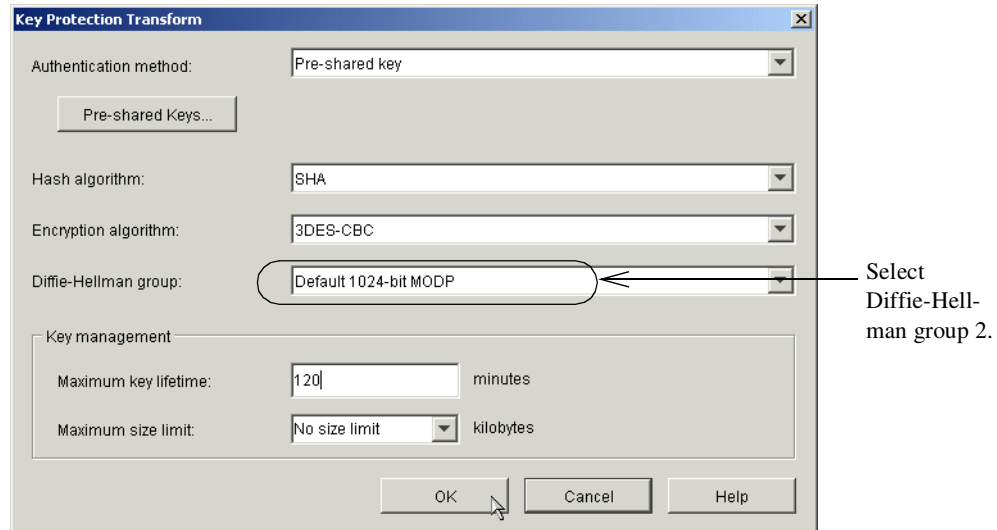 Key Protection Transform
Authentication method: Pre-shared key
Pre-shared Keys...
Hash algorithm: SHA
Encryption algorithm: 3DES-CBC
Diffie-Hellman group: Default 1024-bit MODP
Select
Diffie-Hell-
man group 2.
Key management
Maximum key lifetime: 120 minutes
Maximum size limit: No size limit kilobytes
OK Cancel Help